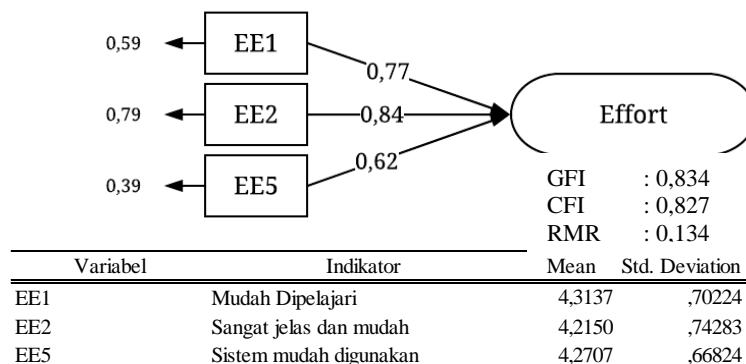 0,59 EE1
0,77
0,79 EE2 0,84 Effort
0,62
0,39 EE5
GFI : 0,834
CFI : 0,827
RMR : 0,134
Variabel Indikator Mean Std. Deviation
EE1 Mudah Dipelajari 4,3137 ,70224
EE2 Sangat jelas dan mudah 4,2150 ,74283
EE5 Sistem mudah digunakan 4,2707 ,66824